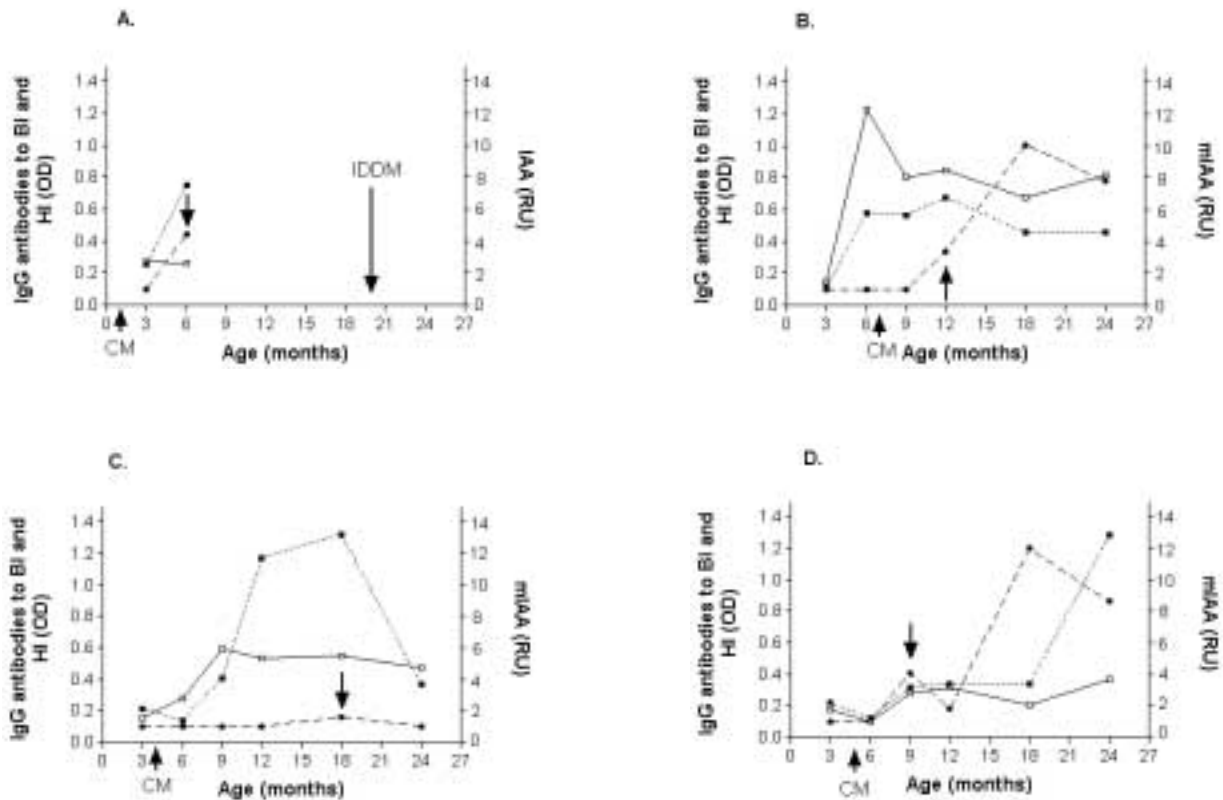 A.
IgG antibodies to BI and
HI (OD)
1.4
1.2
1.0
0.8
0.6
0.4
0.2
0.0
14
12
10
8
6
4
2
0
IAA (RU)
IDDM
0 3 6 9 12 15 18 21 24 27
CM
Age (months)
B.
IgG antibodies to BI and
HI (OD)
1.4
1.2
1.0
0.8
0.6
0.4
0.2
0.0
14
12
10
8
6
4
2
0
mIAA (RU)
0 3 6 9 12 15 18 21 24 27
CM
Age (months)
C.
IgG antibodies to BI and
HI (OD)
1.4
1.2
1.0
0.8
0.6
0.4
0.2
0.0
14
12
10
8
6
4
2
0
mIAA (RU)
0 3 6 9 12 15 18 21 24 27
CM
Age (months)
D.
IgG antibodies to BI and
HI (OD)
1.4
1.2
1.0
0.8
0.6
0.4
0.2
0.0
14
12
10
8
6
4
2
0
mIAA (RU)
0 3 6 9 12 15 18 21 24 27
CM
Age (months)